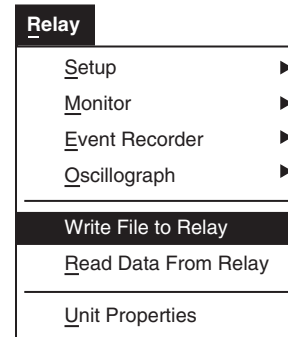 Relay
Setup
Monitor
Event Recorder
Oscillograph
Write File to Relay
Read Data From Relay
Unit Properties